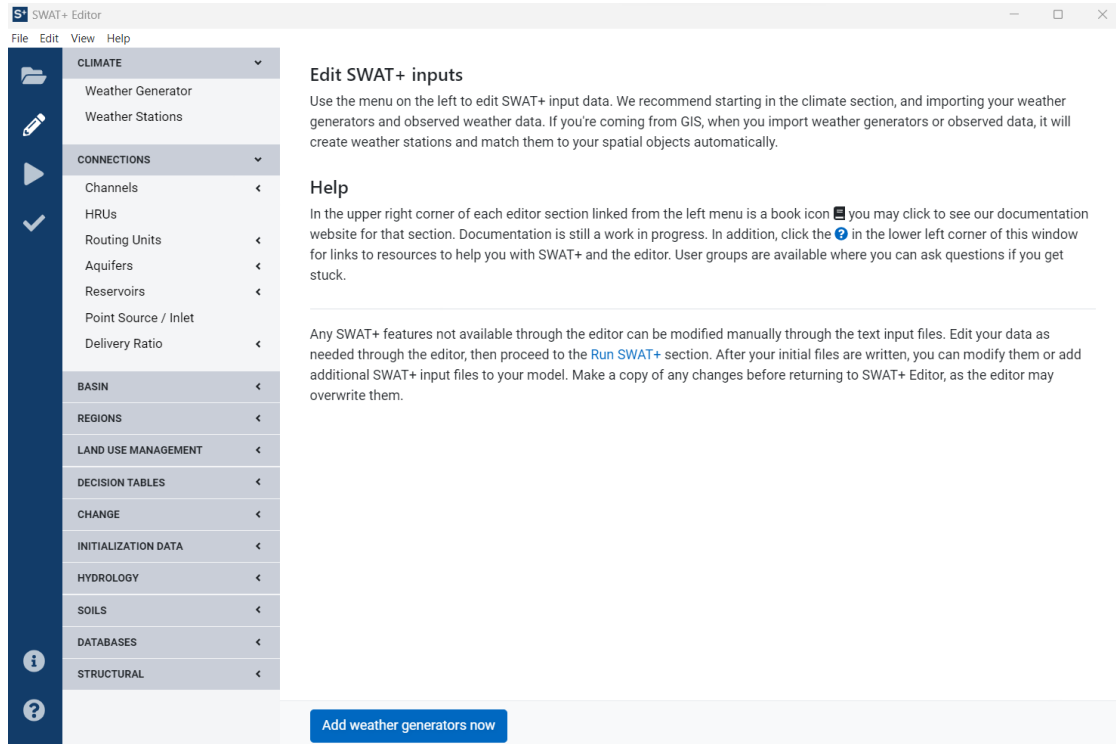 S+ SWAT+ Editor
File Edit View Help
CLIMATE
Weather Generator
Weather Stations
CONNECTIONS
Channels
HRUs
Routing Units
Aquifers
Reservoirs
Point Source / Inlet
Delivery Ratio
BASIN
REGIONS
LAND USE MANAGEMENT
DECISION TABLES
CHANGE
INITIALIZATION DATA
HYDROLOGY
SOILS
DATABASES
STRUCTURAL
Edit SWAT+ inputs
Use the menu on the left to edit SWAT+ input data. We recommend starting in the climate section, and importing your weather
generators and observed weather data. If you're coming from GIS, when you import weather generators or observed data, it will
create weather stations and match them to your spatial objects automatically.
Help
In the upper right corner of each editor section linked from the left menu is a book icon you may click to see our documentation
website for that section. Documentation is still a work in progress. In addition, click the ? in the lower left corner of this window
for links to resources to help you with SWAT+ and the editor. User groups are available where you can ask questions if you get
stuck.
Any SWAT+ features not available through the editor can be modified manually through the text input files. Edit your data as
needed through the editor, then proceed to the Run SWAT+ section. After your initial files are written, you can modify them or add
additional SWAT+ input files to your model. Make a copy of any changes before returning to SWAT+ Editor, as the editor may
overwrite them.
Add weather generators now